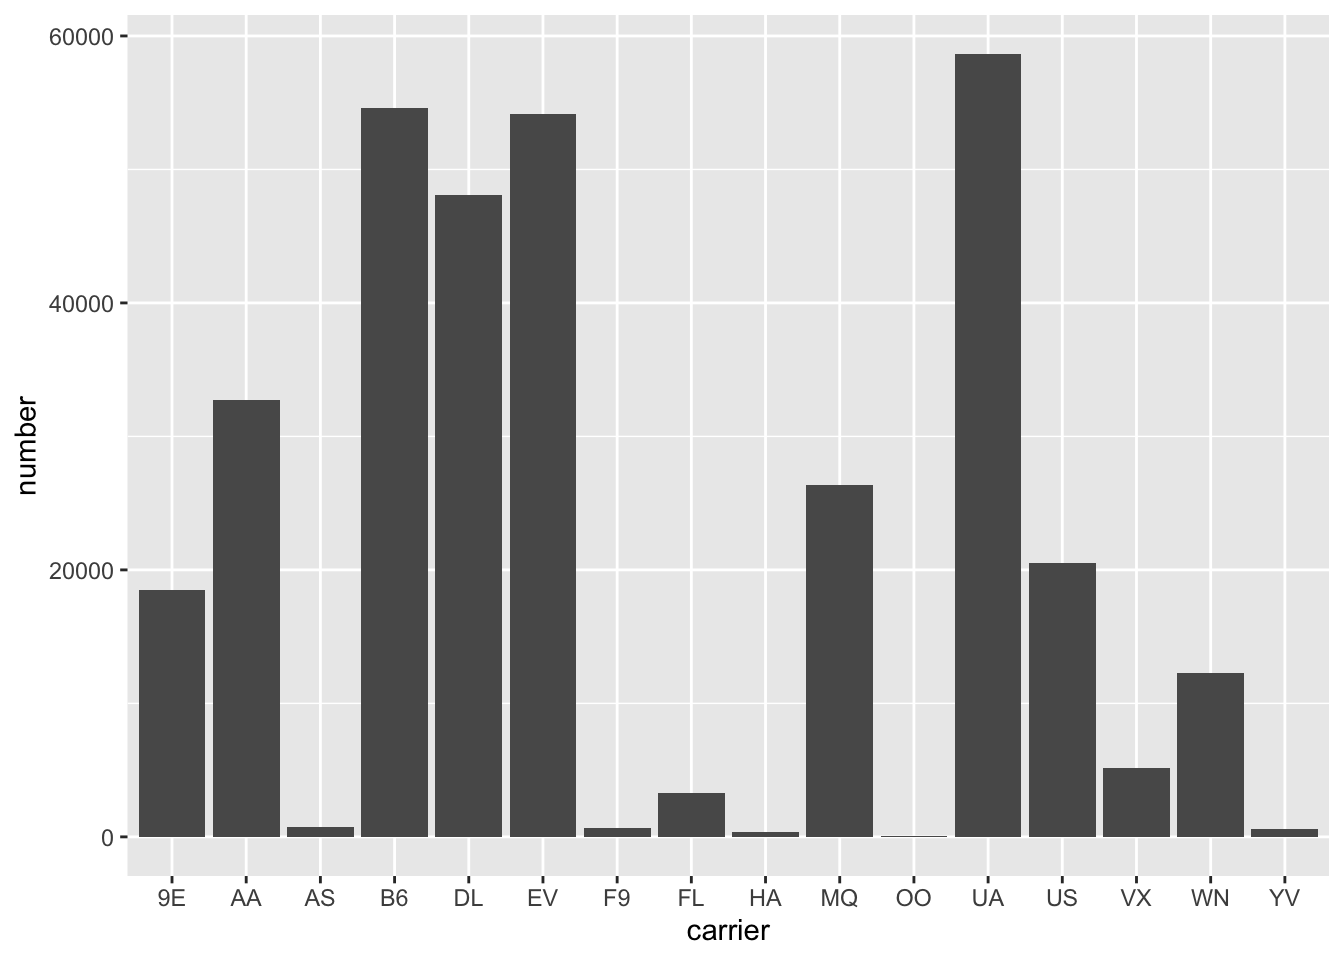 60000
40000
20000
0
number
9E AA AS B6 DL EV F9 FL HA MQ OO UA US VX WN YV
carrier